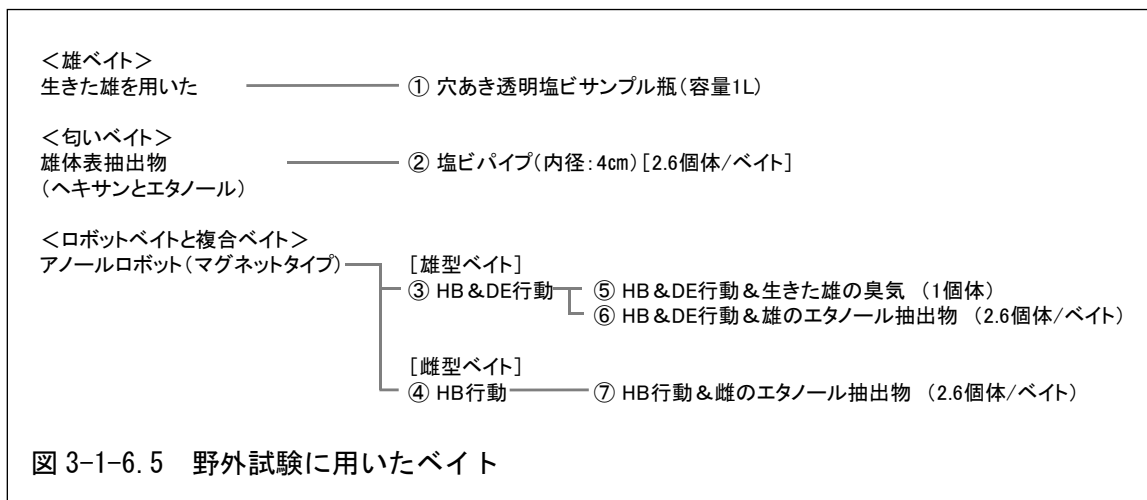 ＜雄ベイト＞
生きた雄を用いた ① 穴あき透明塩ビサンプル瓶（容量1L）
＜匂いベイト＞
雄体表抽出物 ② 塩ビパイプ（内径：4cm）[2.6個体/ベイト]
（ヘキサンとエタノール）
＜ロボットベイトと複合ベイト＞
アノールロボット（マグネットタイプ）
［雄型ベイト］
③ HB＆DE行動 ⑤ HB＆DE行動＆生きた雄の臭気 （1個体）
⑥ HB＆DE行動＆雄のエタノール抽出物 （2.6個体/ベイト）
［雌型ベイト］
④ HB行動 ⑦ HB行動＆雌のエタノール抽出物 （2.6個体/ベイト）
図 3-1-6.5 野外試験に用いたベイト